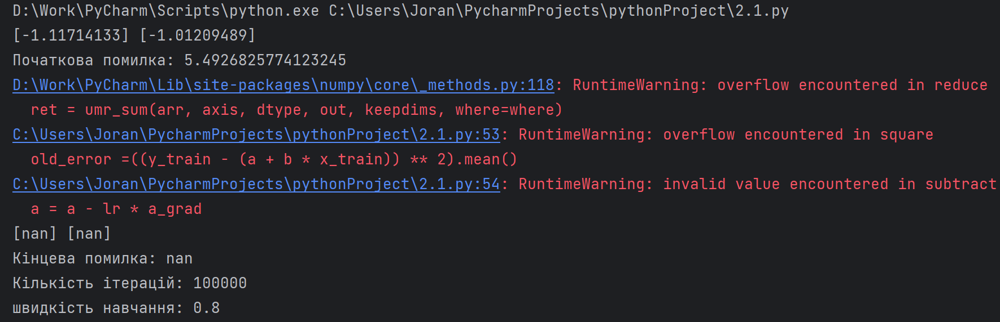 D:\Work\PyCharm\Scripts\python.exe C:\Users\Joran\PycharmProjects\pythonProject\2.1.py
[-1.11714133] [-1.01209489]
Початкова помилка: 5.4926825774123245
D:\Work\PyCharm\Lib\site-packages\numpy\core\_methods.py:118: RuntimeWarning: overflow encountered in reduce
  ret = umr_sum(arr, axis, dtype, out, keepdims, where=where)
C:\Users\Joran\PycharmProjects\pythonProject\2.1.py:53: RuntimeWarning: overflow encountered in square
  old_error =((y_train - (a + b * x_train)) ** 2).mean()
C:\Users\Joran\PycharmProjects\pythonProject\2.1.py:54: RuntimeWarning: invalid value encountered in subtract
  a = a - lr * a_grad
[nan] [nan]
Кінцева помилка: nan
Кількість ітерацій: 100000
швидкість навчання: 0.8